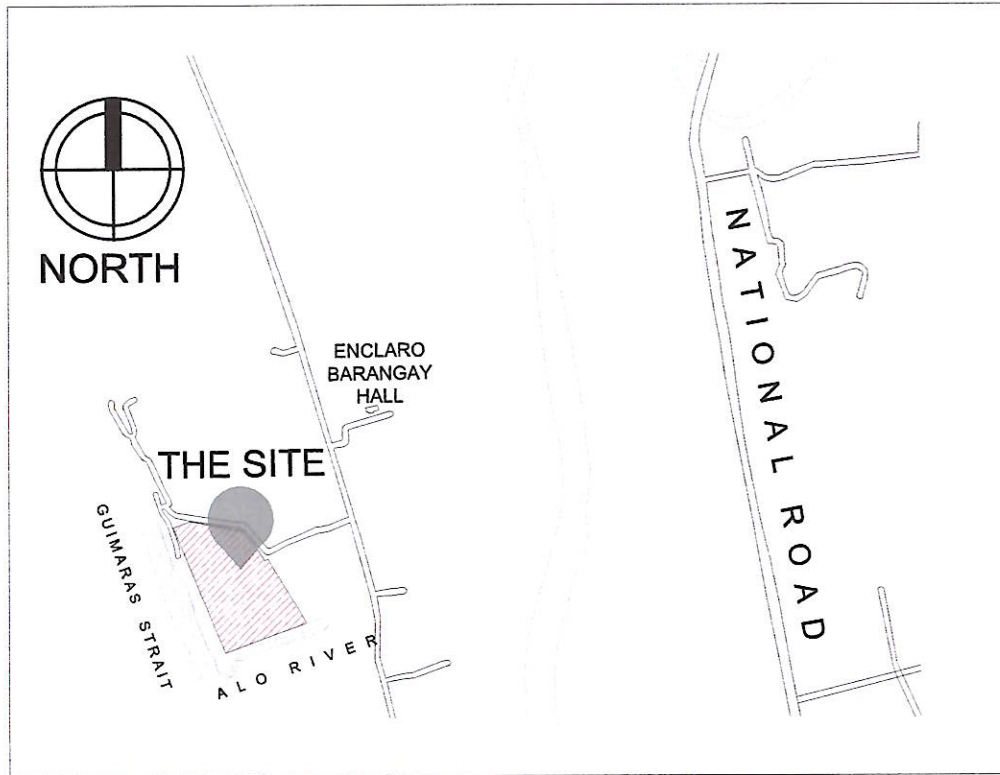 NORTH
ENCLARO
BARANGAY
HALL
THE SITE
GUIMARAS STRAIT
ALO RIVER
NATIONAL ROAD